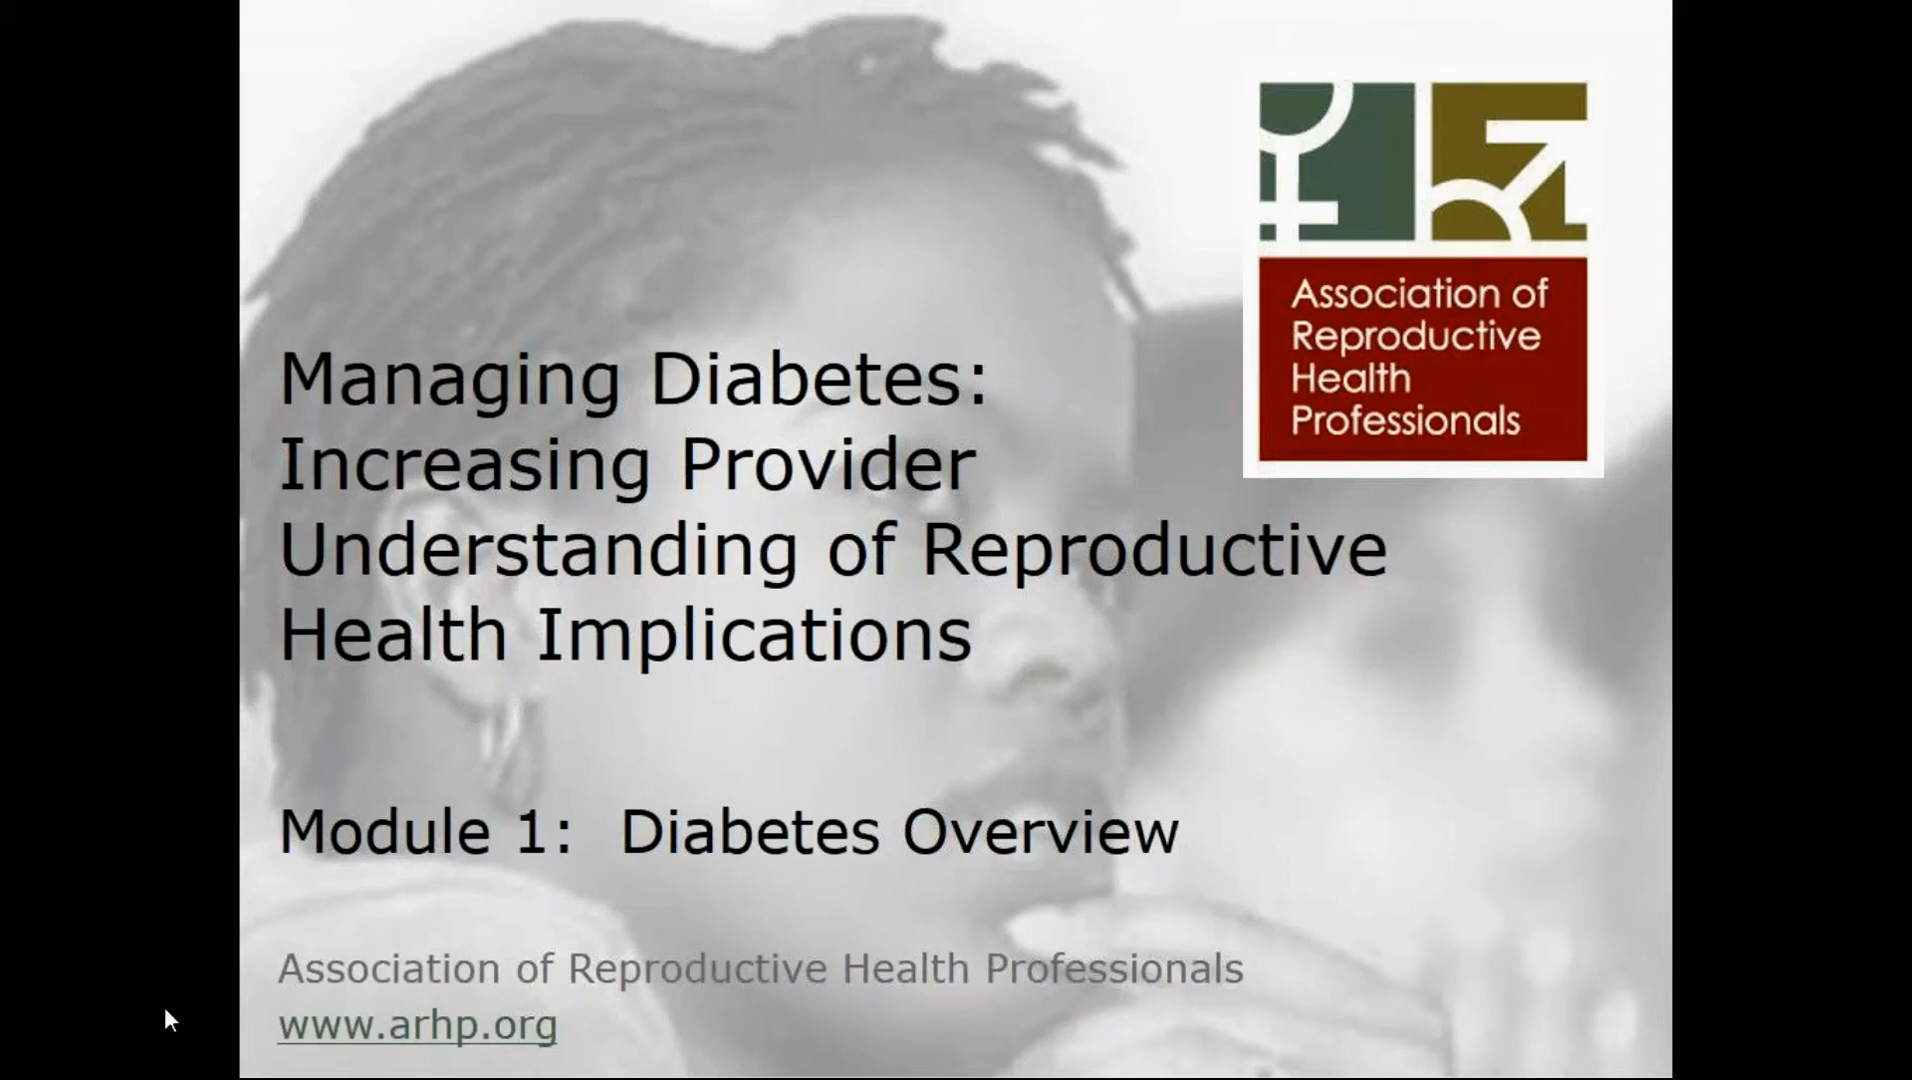 Association of
Reproductive
Health
Professionals
Managing Diabetes:
Increasing Provider
Understanding of Reproductive
Health Implications
Module 1: Diabetes Overview
Association of Reproductive Health Professionals
www.arhp.org